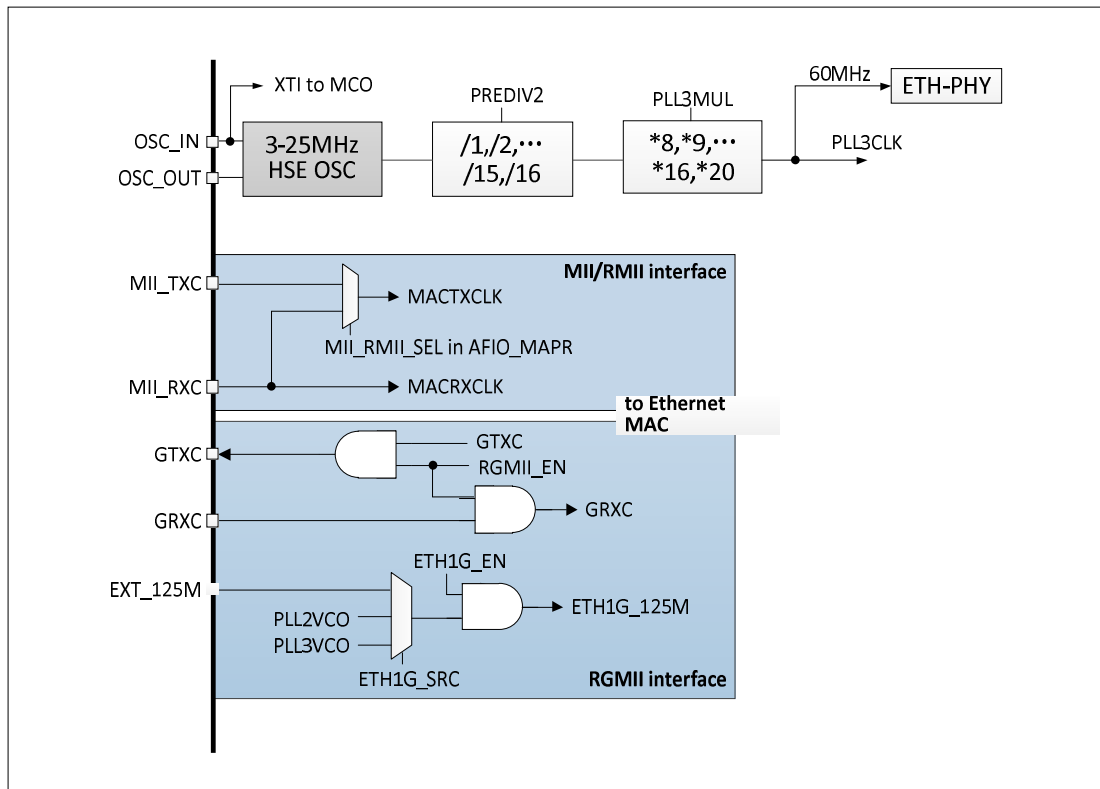 XTI to MCO
60MHz
ETH-PHY
PREDIV2
PLL3MUL
OSC_IN
OSC_OUT
3-25MHz
HSE OSC
/1,/2,···
/15,/16
*8,*9,···
*16,*20
PLL3CLK
MII/RMII interface
MII_TXC
MACTXCLK
MII_RMII_SEL in AFIO_MAPR
MII_RXC
MACRXCLK
to Ethernet
MAC
GTXC
GTXC
RGMII_EN
GRXC
GRXC
ETH1G_EN
EXT_125M
ETH1G_125M
PLL2VCO
PLL3VCO
ETH1G_SRC
RGMII interface